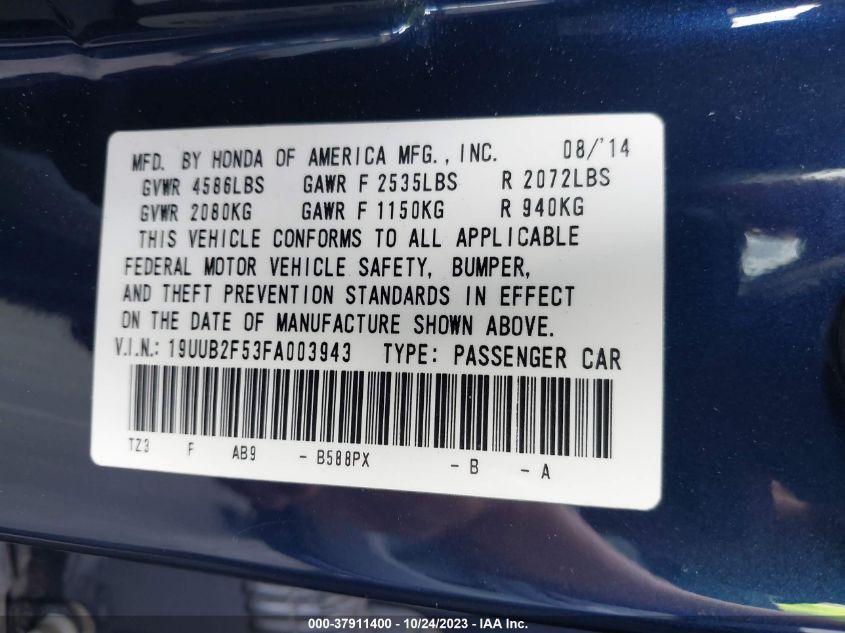 MFD. BY HONDA OF AMERICA MFG., INC. 08/'14
GVWR 4586LBS GAWR F 2535LBS R 2072LBS
GVWR 2080KG GAWR F 1150KG R 940KG
THIS VEHICLE CONFORMS TO ALL APPLICABLE
FEDERAL MOTOR VEHICLE SAFETY, BUMPER,
AND THEFT PREVENTION STANDARDS IN EFFECT
ON THE DATE OF MANUFACTURE SHOWN ABOVE.
V.I.N.: 19UUB2F53FA003943 TYPE: PASSENGER CAR
TZ3 F AB9 - B588PX - B - A
000-37911400 - 10/24/2023 - IAA Inc.